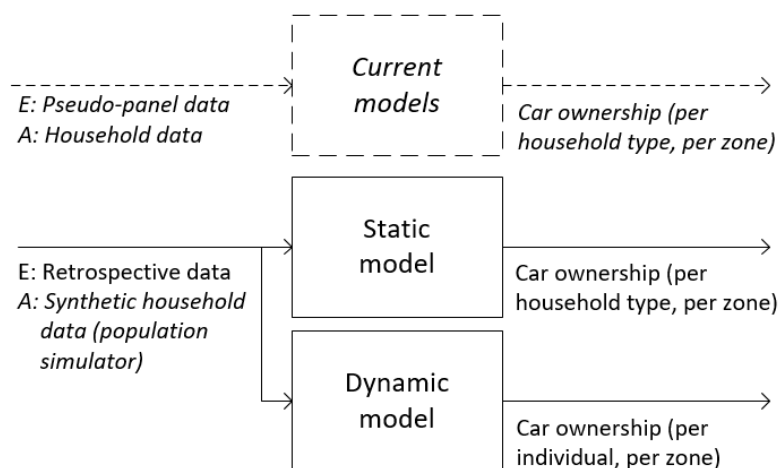 Current
models
E: Pseudo-panel data
A: Household data
Car ownership (per
household type, per zone)
Static
model
E: Retrospective data
A: Synthetic household
data (population
simulator)
Car ownership (per
household type, per zone)
Dynamic
model
Car ownership (per
individual, per zone)